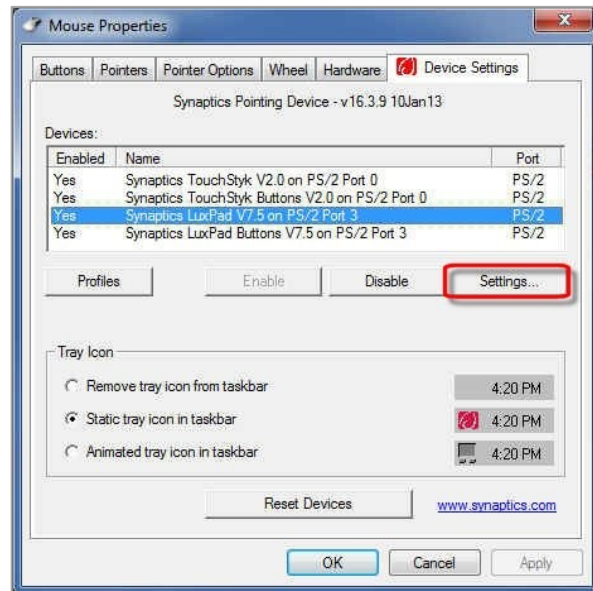 Mouse Properties
Buttons Pointers Pointer Options Wheel Hardware Device Settings
Synaptics Pointing Device - v16.3.9 10Jan13
Devices:
Enabled Name Port
Yes Synaptics TouchStyk V2.0 on PS/2 Port 0 PS/2
Yes Synaptics TouchStyk Buttons V2.0 on PS/2 Port 0 PS/2
Yes Synaptics LuxPad V7.5 on PS/2 Port 3 PS/2
Yes Synaptics LuxPad Buttons V7.5 on PS/2 Port 3 PS/2
Profiles Enable Disable Settings...
Tray Icon
Remove tray icon from taskbar 4:20 PM
Static tray icon in taskbar 4:20 PM
Animated tray icon in taskbar 4:20 PM
Reset Devices www.synaptics.com
OK Cancel Apply